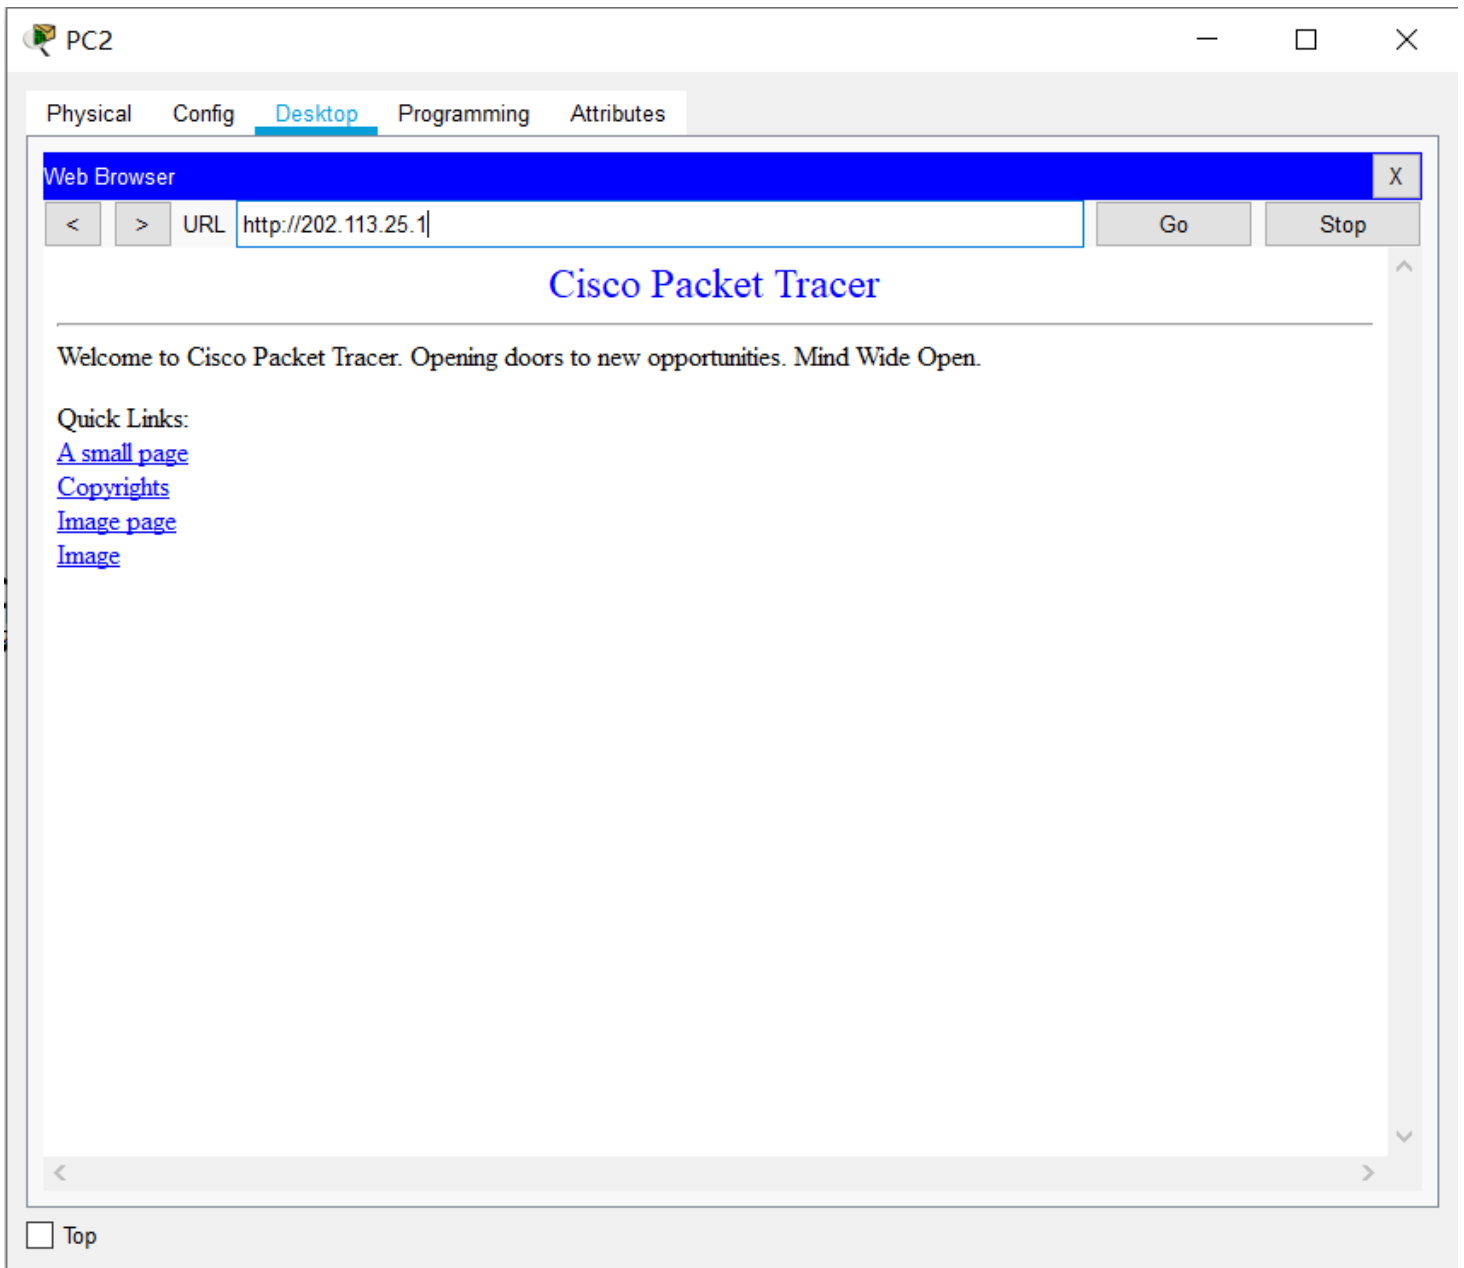 PC2
Physical Config Desktop Programming Attributes
Web Browser X
< > URL http://202.113.25.1 Go Stop
Cisco Packet Tracer
Welcome to Cisco Packet Tracer. Opening doors to new opportunities. Mind Wide Open.
Quick Links:
A small page
Copyrights
Image page
Image
Top